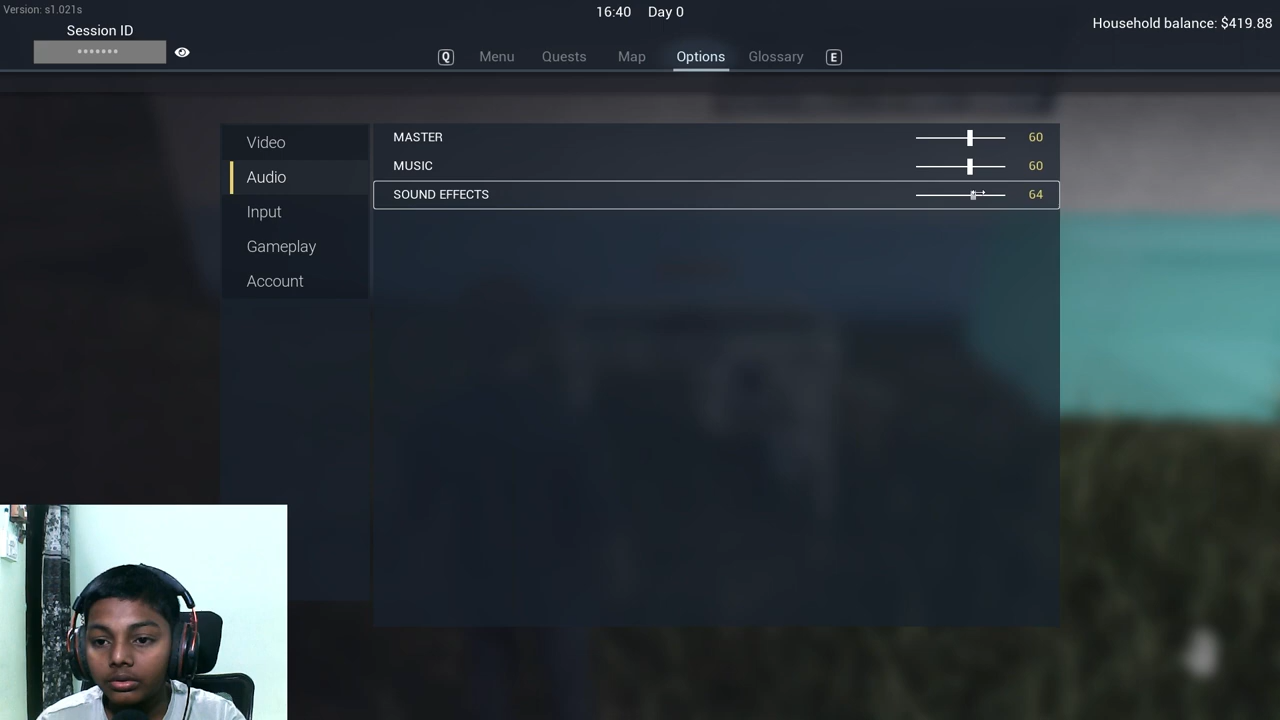 Version: s1.021s
16:40 Day 0
Session ID
Household balance: $419.88
*******
Q Menu Quests Map Options Glossary E
Video
Audio
Input
Gameplay
Account
MASTER 60
MUSIC 60
SOUND EFFECTS 64